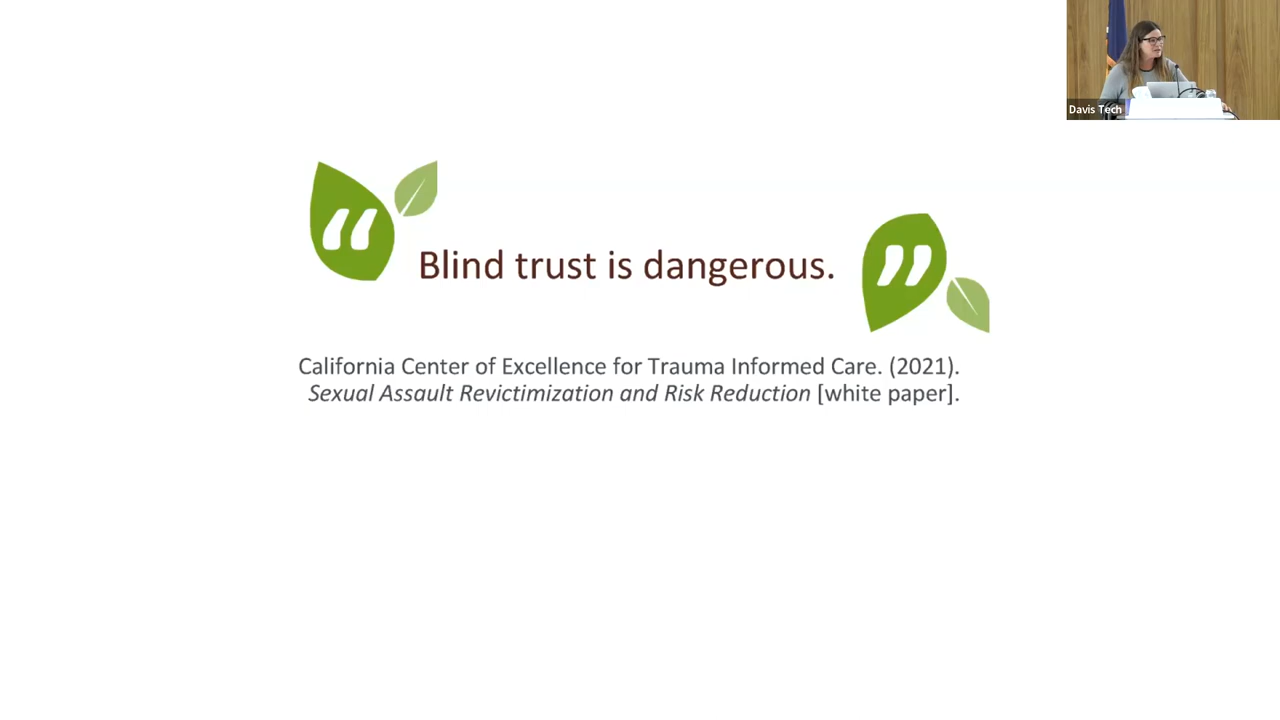 Davis Tech
“
Blind trust is dangerous.
”
California Center of Excellence for Trauma Informed Care. (2021).
Sexual Assault Revictimization and Risk Reduction [white paper].